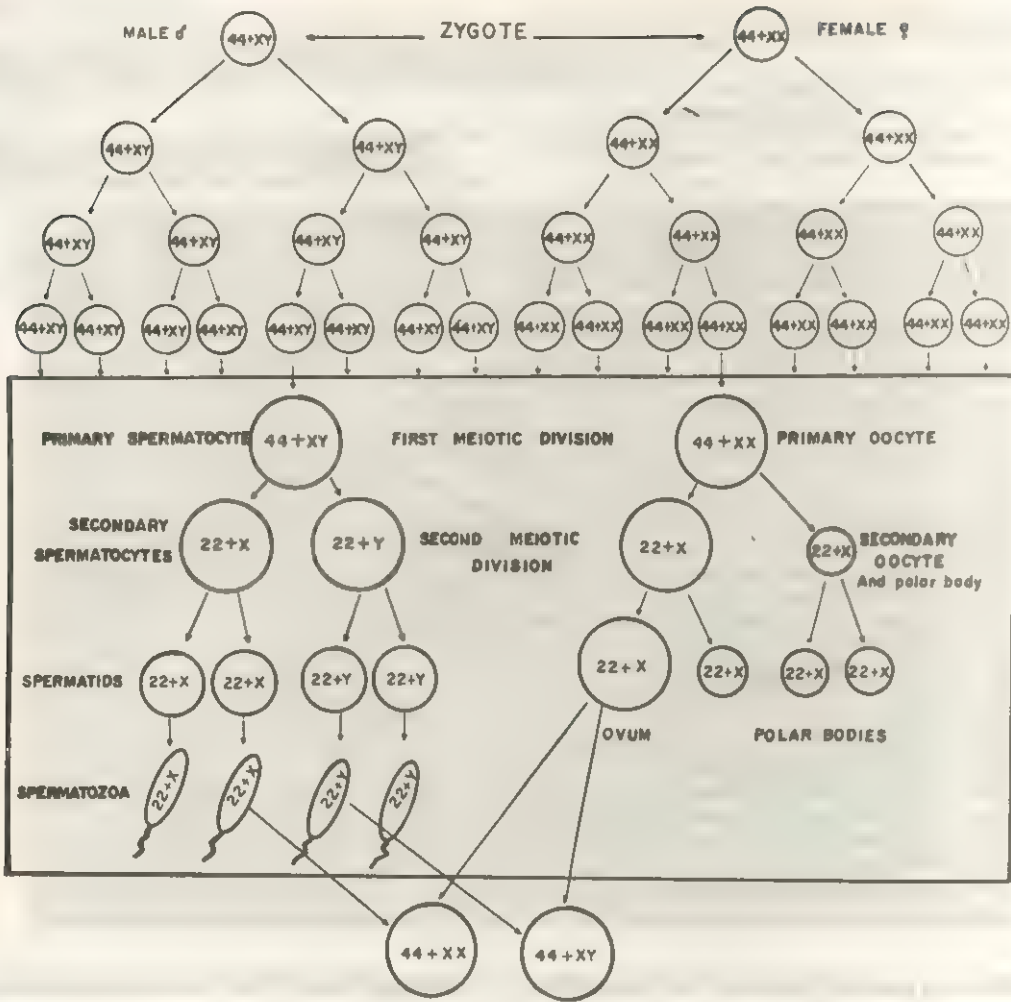 MALE ♂ 44+XY ZYGOTE 44+XX FEMALE ♀
44+XY 44+XY 44+XX 44+XX
44+XY 44+XY 44+XY 44+XY 44+XX 44+XX 44+XX 44+XX
44+XY 44+XY 44+XY 44+XY 44+XY 44+XY 44+XY 44+XY 44+XX 44+XX 44+XX 44+XX 44+XX 44+XX 44+XX 44+XX
PRIMARY SPERMATOCYTE 44+XY FIRST MEIOTIC DIVISION 44+XX PRIMARY OOCYTE
SECONDARY
SPERMATOCYTES
22+X 22+Y
SECOND MEIOTIC
DIVISION
22+X 22+X
SECONDARY
OOCYTE
And polar body
SPERMATIDS 22+X 22+X 22+Y 22+Y 22+X 22+X 22+X 22+X
OVUM POLAR BODIES
SPERMATOZOA 22+X 22+X 22+Y 22+Y
44+XX 44+XY